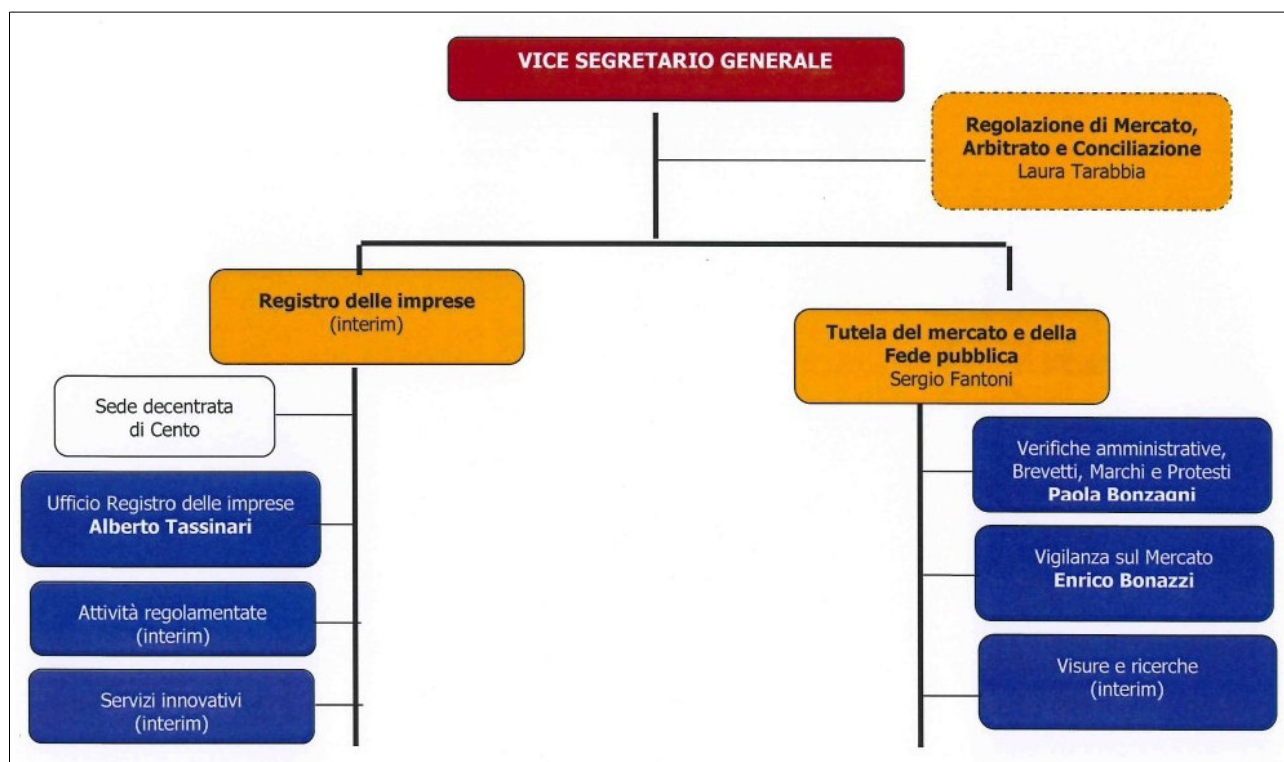 VICE SEGRETARIO GENERALE
Regolazione di Mercato,
Arbitrato e Conciliazione
Laura Tarabbia
Registro delle imprese
(interim)
Tutela del mercato e della
Fede pubblica
Sergio Fantoni
Sede decentrata
di Cento
Ufficio Registro delle imprese
Alberto Tassinari
Attività regolamentate
(interim)
Servizi innovativi
(interim)
Verifiche amministrative,
Brevetti, Marchi e Protesti
Paola Bonzagni
Vigilanza sul Mercato
Enrico Bonazzi
Visure e ricerche
(interim)